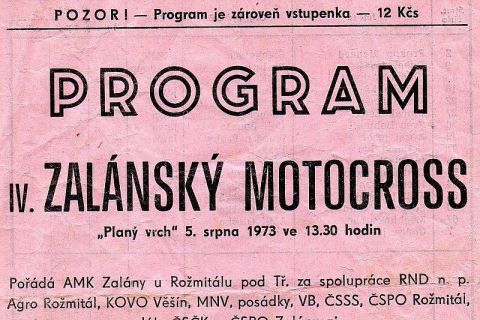 POZOR! — Program je zároveň vstupenka — 12 Kčs
PROGRAM
IV. ZALÁNSKÝ MOTOCROSS
„Planý vrch" 5. srpna 1973 ve 13.30 hodin
Pořádá AMK Zalány u Rožmitálu pod Tř. za spolupráce RND n. p.
Agro Rožmitál, KOVO Věšín, MNV, posádky, VB, ČSSS, ČSPO Rožmitál,